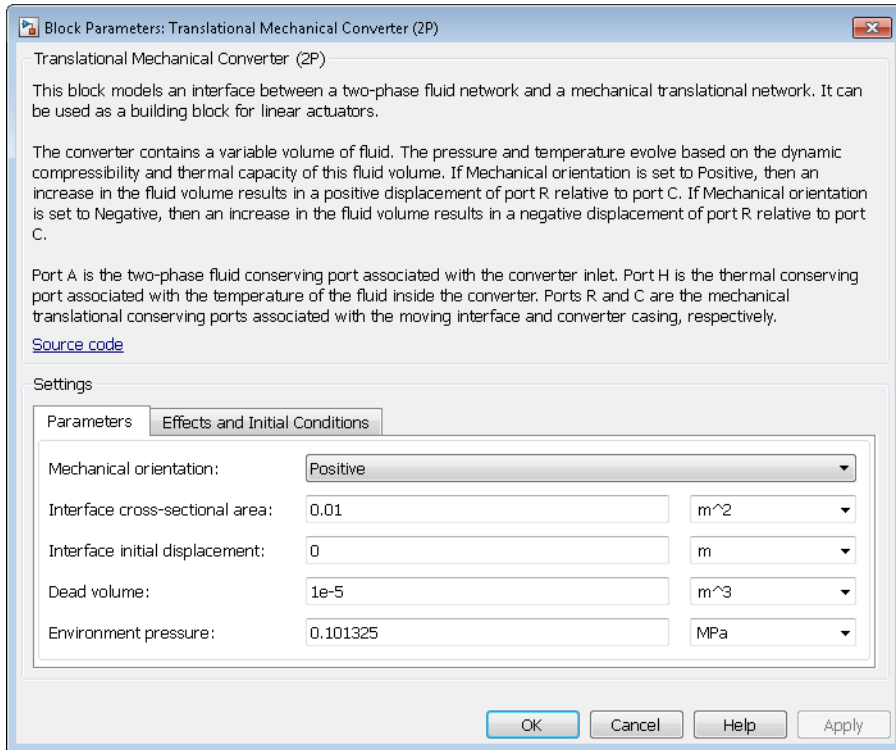 Block Parameters: Translational Mechanical Converter (2P)
Translational Mechanical Converter (2P)
This block models an interface between a two-phase fluid network and a mechanical translational network. It can
be used as a building block for linear actuators.
The converter contains a variable volume of fluid. The pressure and temperature evolve based on the dynamic
compressibility and thermal capacity of this fluid volume. If Mechanical orientation is set to Positive, then an
increase in the fluid volume results in a positive displacement of port R relative to port C. If Mechanical orientation
is set to Negative, then an increase in the fluid volume results in a negative displacement of port R relative to port
C.
Port A is the two-phase fluid conserving port associated with the converter inlet. Port H is the thermal conserving
port associated with the temperature of the fluid inside the converter. Ports R and C are the mechanical
translational conserving ports associated with the moving interface and converter casing, respectively.
Source code
Settings
Parameters Effects and Initial Conditions
Mechanical orientation: Positive
Interface cross-sectional area: 0.01 m^2
Interface initial displacement: 0 m
Dead volume: 1e-5 m^3
Environment pressure: 0.101325 MPa
OK Cancel Help Apply